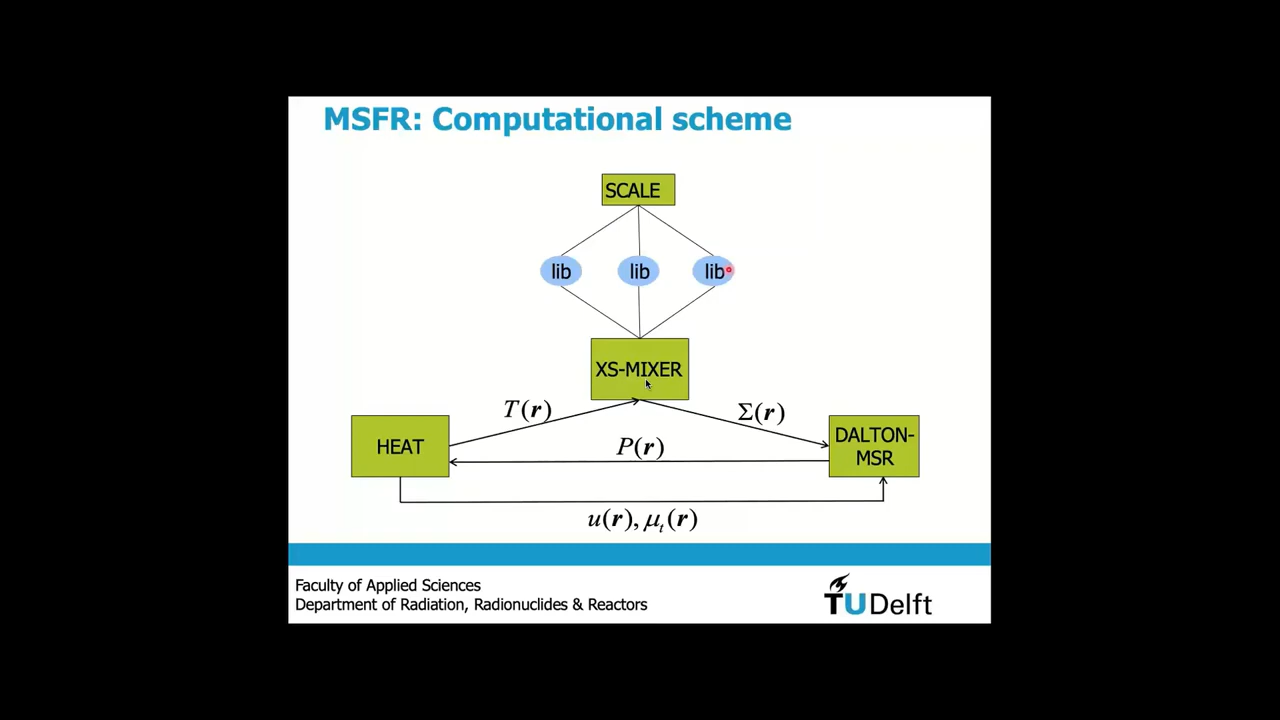 MSFR: Computational scheme
SCALE
lib
lib
lib
XS-MIXER
T(r)
Σ(r)
HEAT
P(r)
DALTON-
MSR
u(r), μt(r)
Faculty of Applied Sciences
Department of Radiation, Radionuclides & Reactors
TUDelft